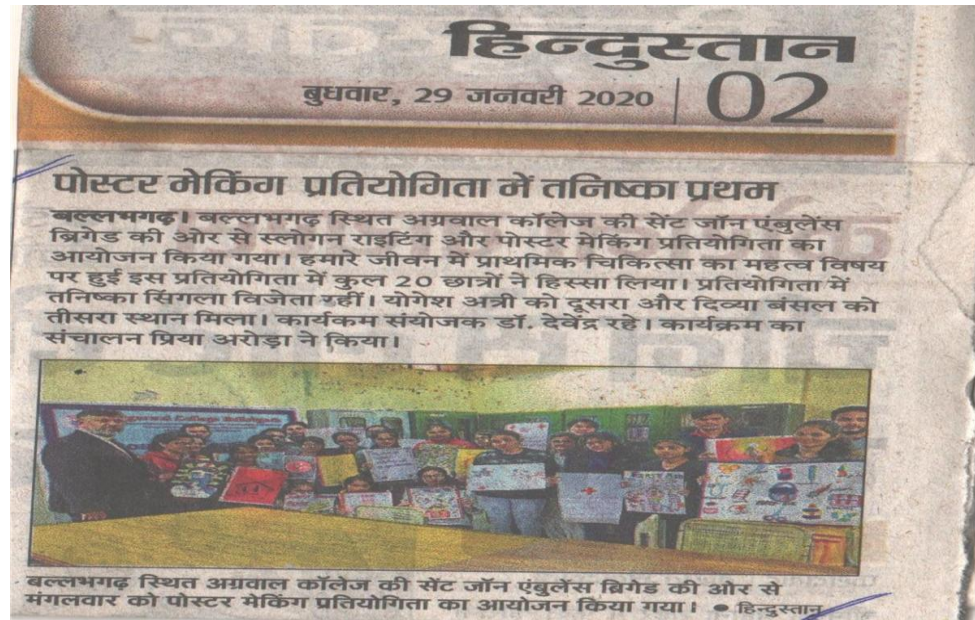 हिन्दुस्तान
बुधवार, 29 जनवरी 2020 | 02
पोस्टर मेकिंग प्रतियोगिता में तनिष्का प्रथम
बल्लभगढ़। बल्लभगढ़ स्थित अग्रवाल कॉलेज की सेंट जॉन एंबुलेंस
ब्रिगेड की ओर से स्लोगन राइटिंग और पोस्टर मेकिंग प्रतियोगिता का
आयोजन किया गया। हमारे जीवन में प्राथमिक चिकित्सा का महत्व विषय
पर हुई इस प्रतियोगिता में कुल 20 छात्रों ने हिस्सा लिया। प्रतियोगिता में
तनिष्का सिंगला विजेता रहीं। योगेश अत्री को दूसरा और दिव्या बंसल को
तीसरा स्थान मिला। कार्यकम संयोजक डॉ. देवेंद्र रहे। कार्यक्रम का
संचालन प्रिया अरोड़ा ने किया।
बल्लभगढ़ स्थित अग्रवाल कॉलेज की सेंट जॉन एंबुलेंस ब्रिगेड की ओर से
मंगलवार को पोस्टर मेकिंग प्रतियोगिता का आयोजन किया गया। ● हिन्दुस्तान